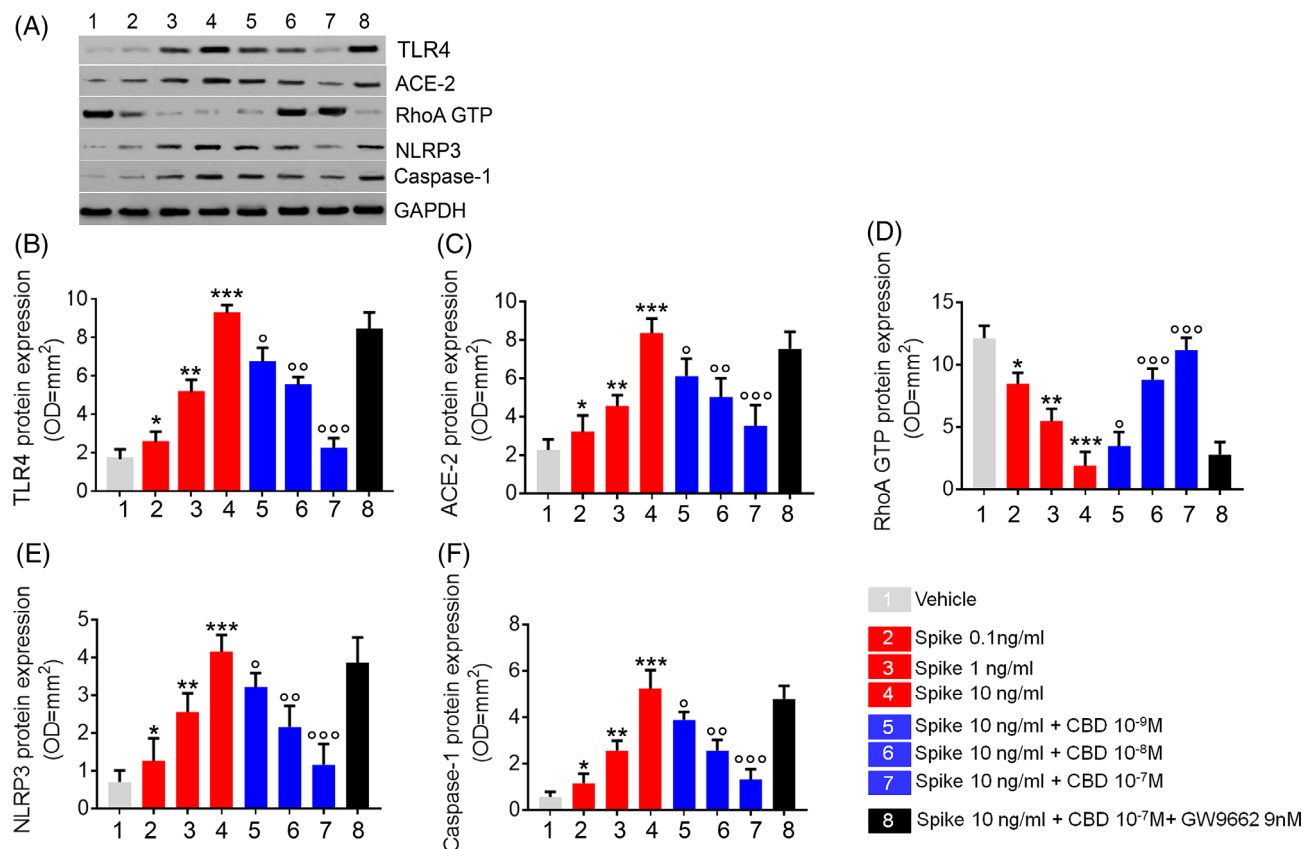 (A)
1 2 3 4 5 6 7 8
TLR4
ACE-2
RhoA GTP
NLRP3
Caspase-1
GAPDH
(B)
TLR4 protein expression
(OD=mm²)
10
8
6
4
2
0
* ** *** ° °° °°°
1 2 3 4 5 6 7 8
(C)
ACE-2 protein expression
(OD=mm²)
10
8
6
4
2
0
* ** *** ° °° °°°
1 2 3 4 5 6 7 8
(D)
RhoA GTP protein expression
(OD=mm²)
15
10
5
0
* ** *** ° °°° °°°
1 2 3 4 5 6 7 8
(E)
NLRP3 protein expression
(OD=mm²)
5
4
3
2
1
0
* ** *** ° °° °°°
1 2 3 4 5 6 7 8
(F)
Caspase-1 protein expression
(OD=mm²)
8
6
4
2
0
* ** *** ° °° °°°
1 2 3 4 5 6 7 8
1 Vehicle
2 Spike 0.1ng/ml
3 Spike 1 ng/ml
4 Spike 10 ng/ml
5 Spike 10 ng/ml + CBD 10⁻⁹M
6 Spike 10 ng/ml + CBD 10⁻⁸M
7 Spike 10 ng/ml + CBD 10⁻⁷M
8 Spike 10 ng/ml + CBD 10⁻⁷M+ GW9662 9nM